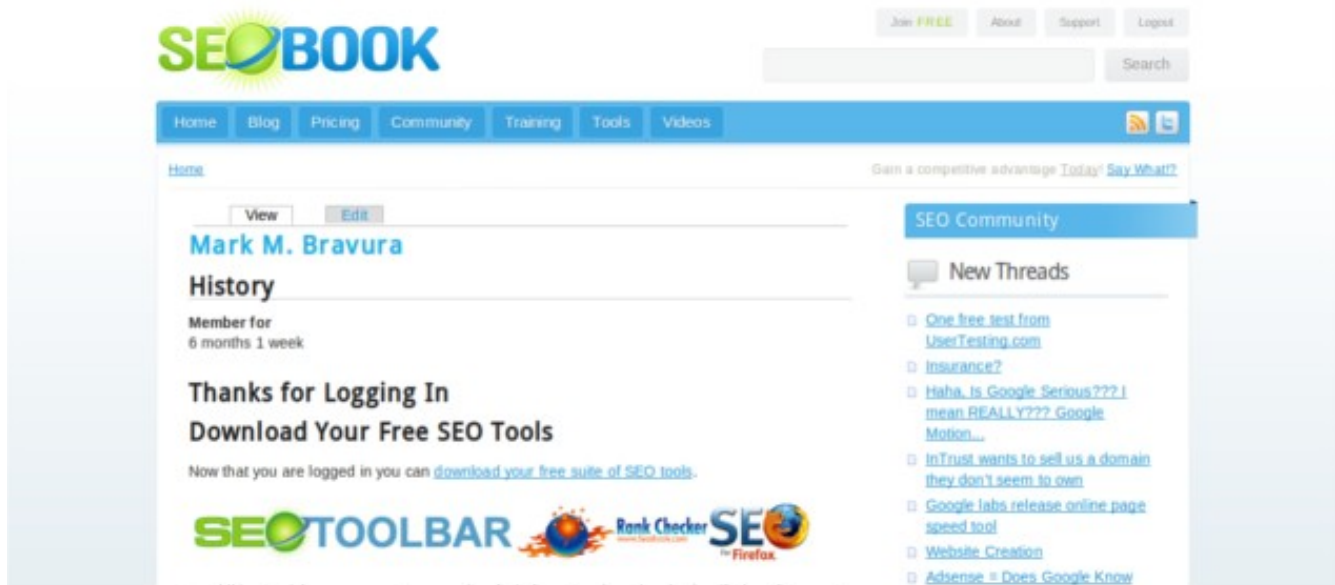 Join FREE About Support Logout
SEOBOOK
Search
Home Blog Pricing Community Training Tools Videos
Home
Gain a competitive advantage Today! Say What!?
View Edit
Mark M. Bravura
History
Member for
6 months 1 week
Thanks for Logging In
Download Your Free SEO Tools
Now that you are logged in you can download your free suite of SEO tools.
SEOTOOLBAR
Rank Checker
www.seobook.com
SEO
for Firefox
SEO Community
New Threads
One free test from
UserTesting.com
Insurance?
Haha, Is Google Serious??? I
mean REALLY??? Google
Motion...
InTrust wants to sell us a domain
they don't seem to own
Google labs release online page
speed tool
Website Creation
Adsense = Does Google Know